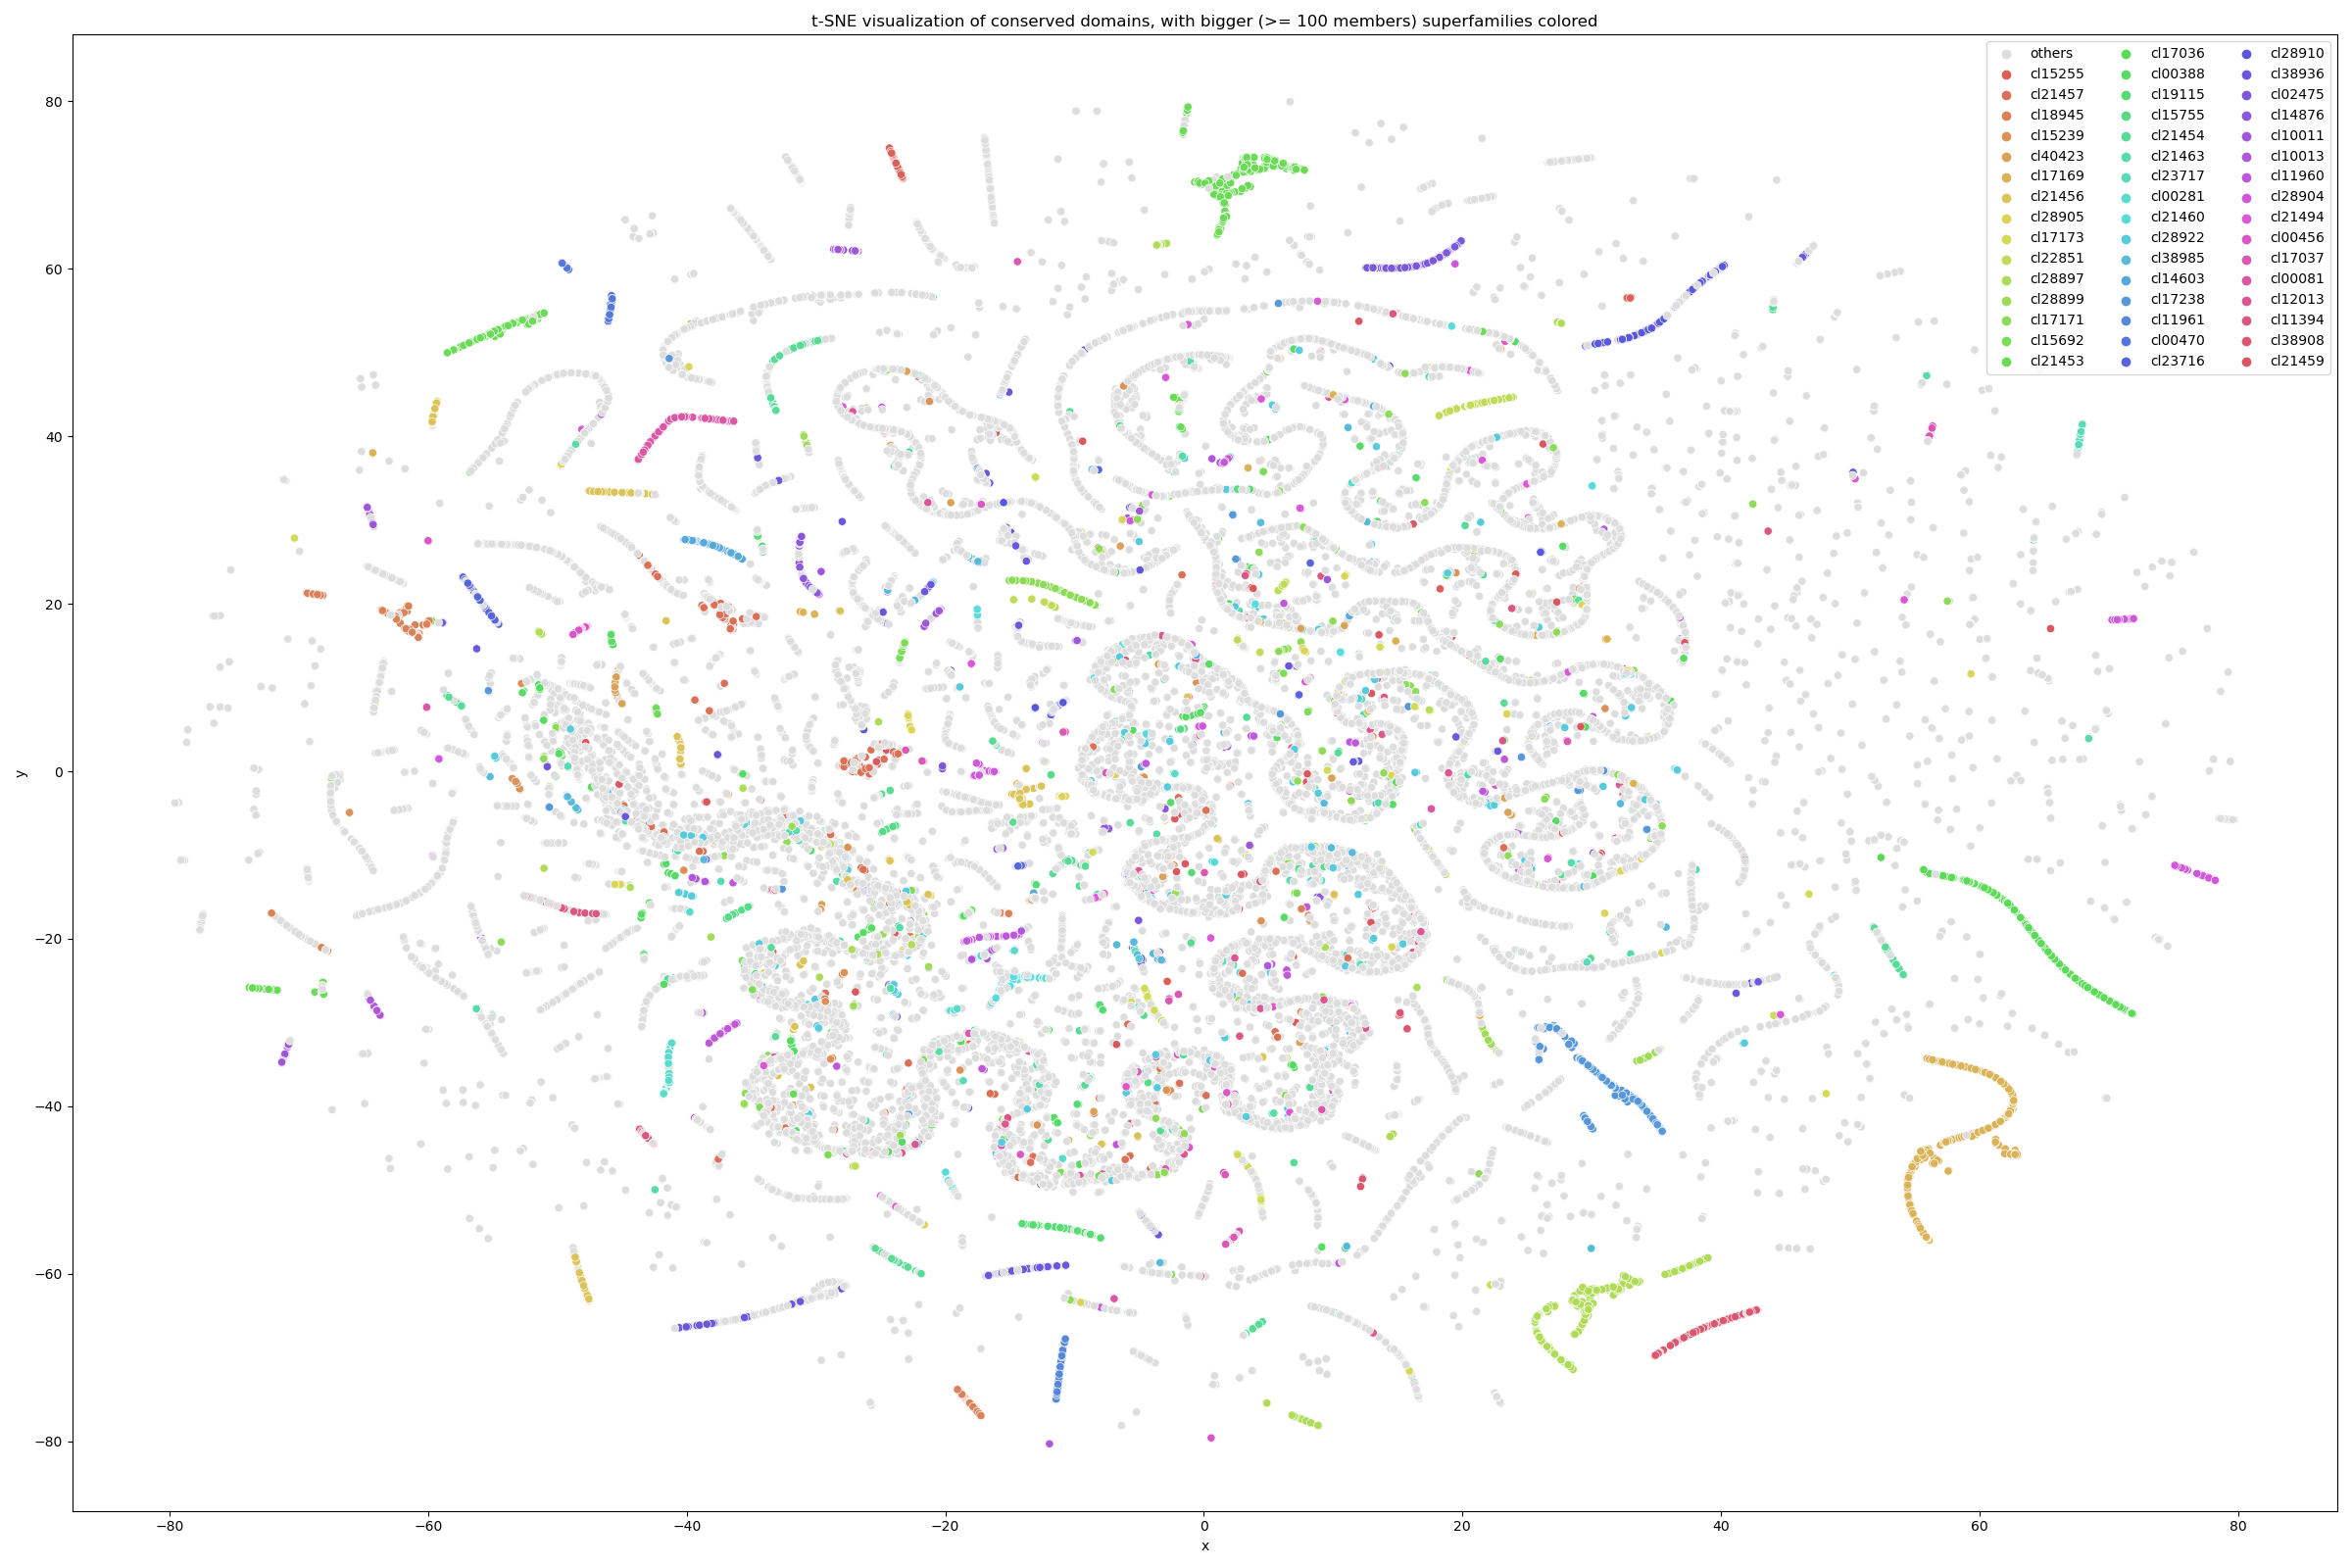 t-SNE visualization of conserved domains, with bigger (>= 100 members) superfamilies colored
others
cl15255
cl21457
cl18945
cl15239
cl40423
cl17169
cl21456
cl28905
cl17173
cl22851
cl28897
cl28899
cl17171
cl15692
cl21453
cl17036
cl00388
cl19115
cl15755
cl21454
cl21463
cl23717
cl00281
cl21460
cl28922
cl38985
cl14603
cl17238
cl11961
cl00470
cl23716
cl28910
cl38936
cl02475
cl14876
cl10011
cl10013
cl11960
cl28904
cl21494
cl00456
cl17037
cl00081
cl12013
cl11394
cl38908
cl21459
80
60
40
20
0
−20
−40
−60
−80
y
−80
−60
−40
−20
0
20
40
60
80
x